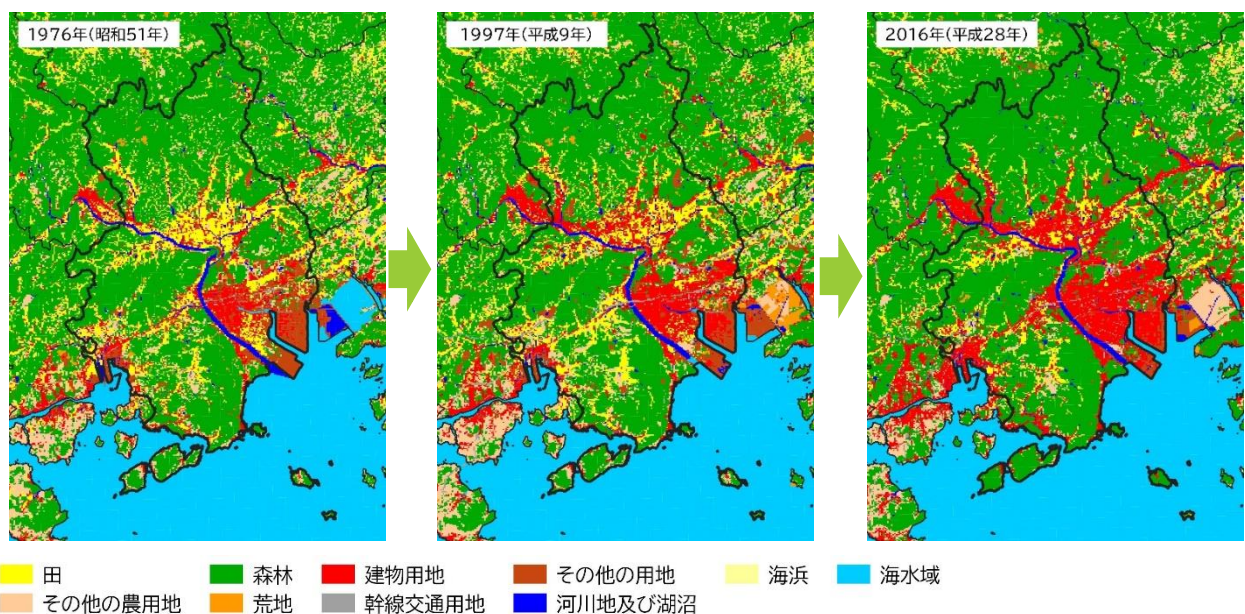 1976年(昭和51年)
1997年(平成9年)
2016年(平成28年)
田 森林 建物用地 その他の用地 海浜 海水域
その他の農用地 荒地 幹線交通用地 河川地及び湖沼